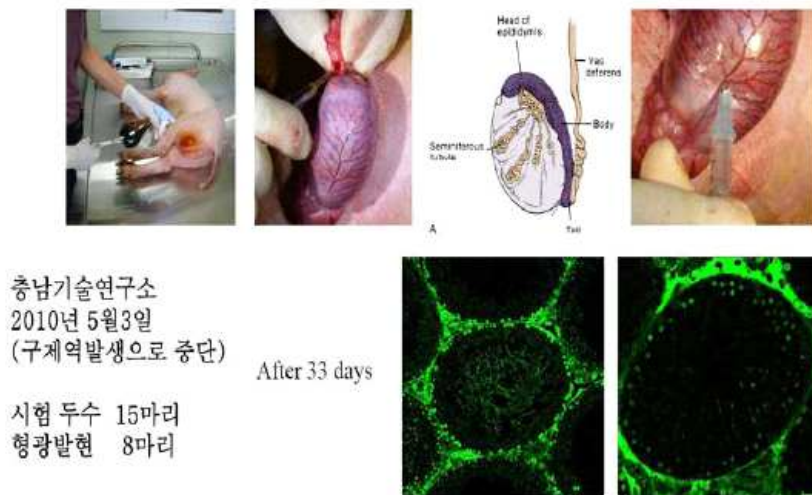 Head of
epididymis
Vas
deferens
Body
Seminiferous
tubule
Tail
A
충남기술연구소
2010년 5월3일
(구제역발생으로 중단)
시험 두수 15마리
형광발현 8마리
After 33 days